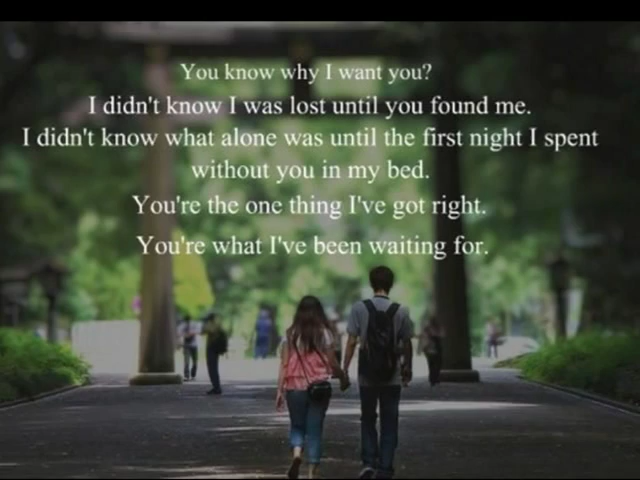 You know why I want you?
I didn't know I was lost until you found me.
I didn't know what alone was until the first night I spent
without you in my bed.
You're the one thing I've got right.
You're what I've been waiting for.